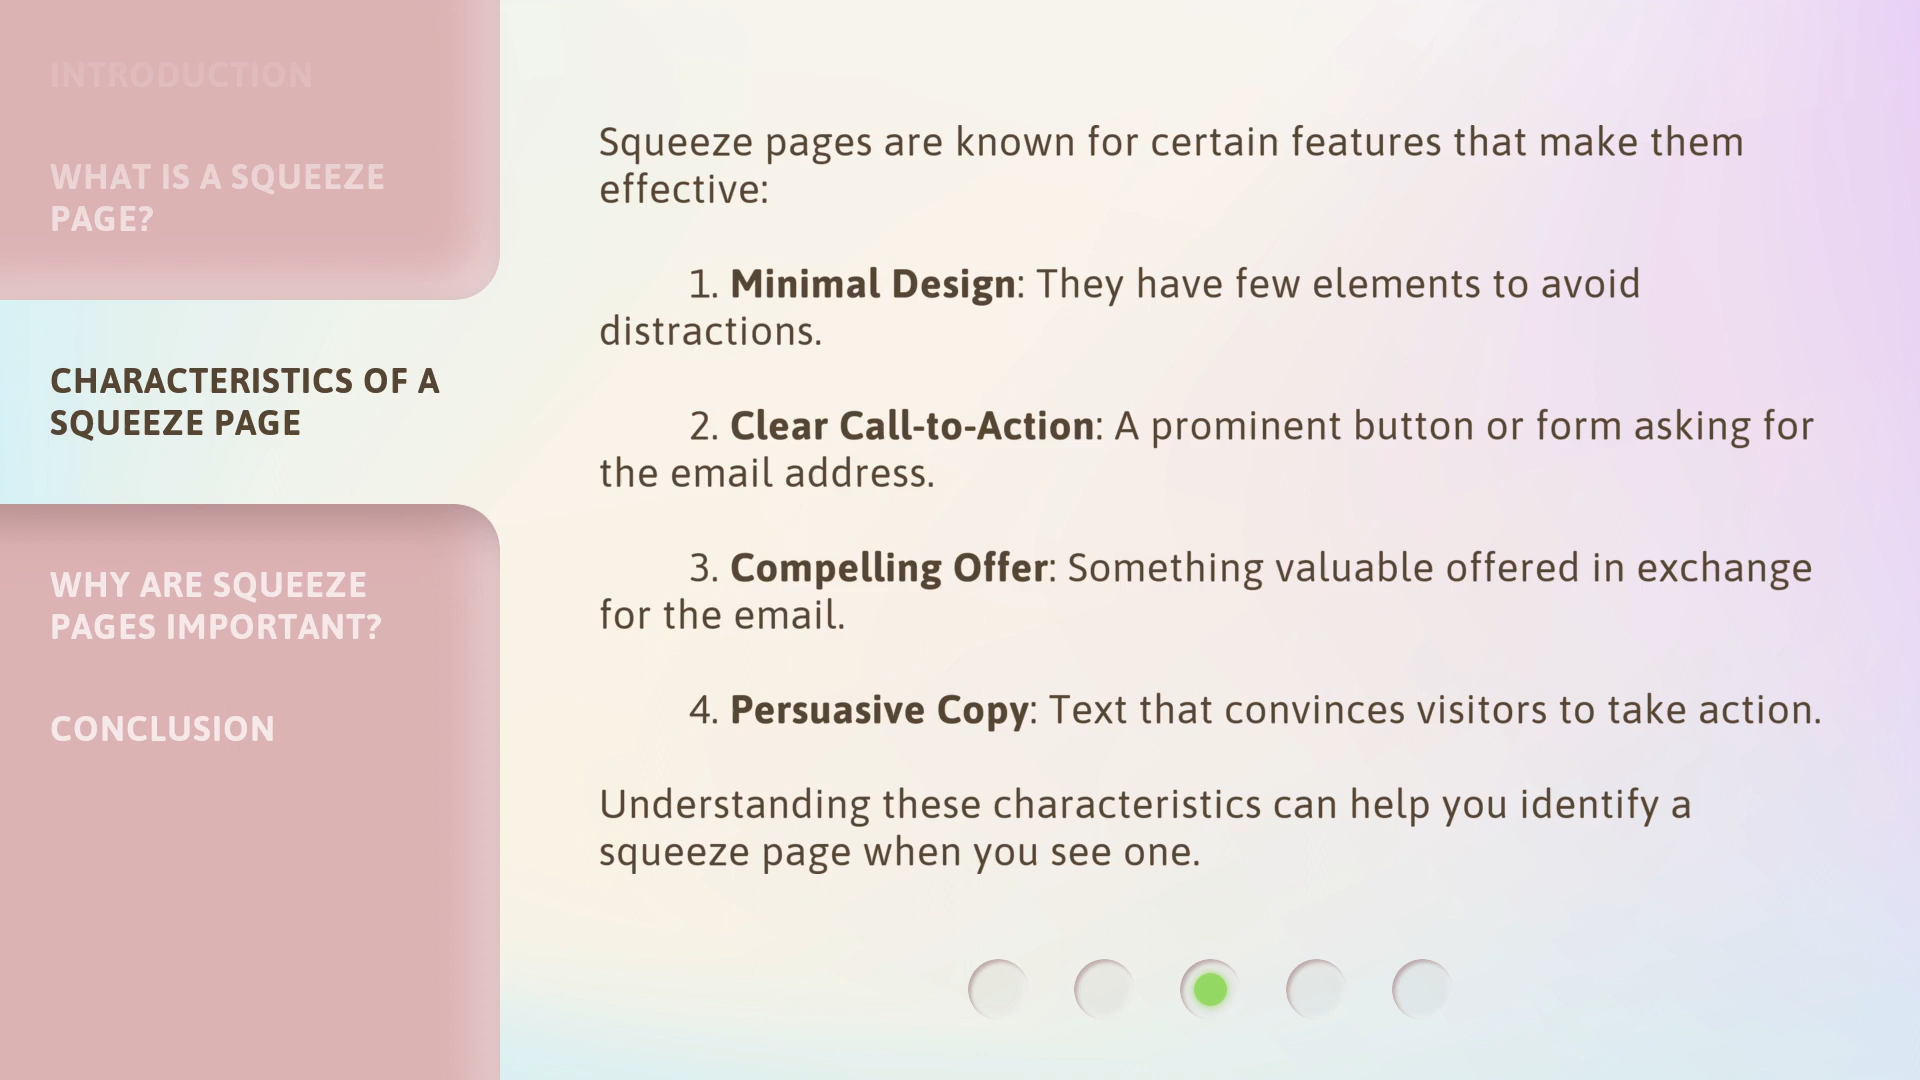 INTRODUCTION
WHAT IS A SQUEEZE
PAGE?
CHARACTERISTICS OF A
SQUEEZE PAGE
WHY ARE SQUEEZE
PAGES IMPORTANT?
CONCLUSION
Squeeze pages are known for certain features that make them
effective:
1. Minimal Design: They have few elements to avoid
distractions.
2. Clear Call-to-Action: A prominent button or form asking for
the email address.
3. Compelling Offer: Something valuable offered in exchange
for the email.
4. Persuasive Copy: Text that convinces visitors to take action.
Understanding these characteristics can help you identify a
squeeze page when you see one.